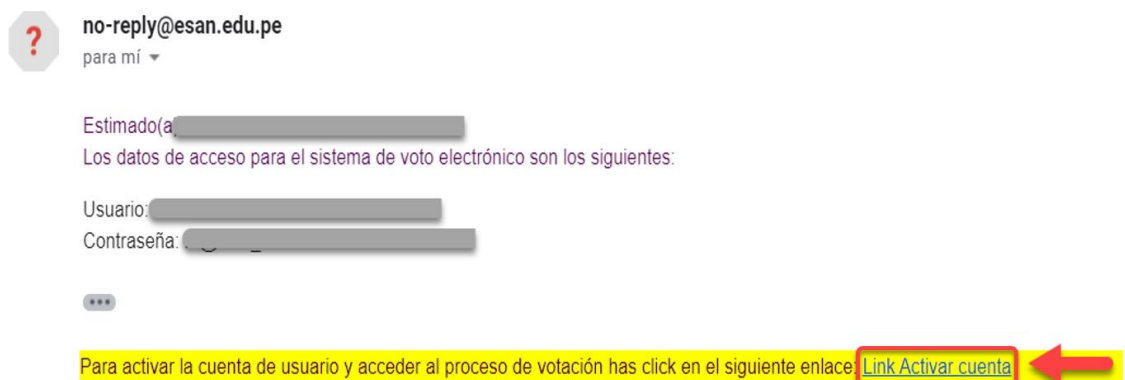 ?
no-reply@esan.edu.pe
para mí
Estimado(a
Los datos de acceso para el sistema de voto electrónico son los siguientes:
Usuario:
Contraseña:
Para activar la cuenta de usuario y acceder al proceso de votación has click en el siguiente enlace: Link Activar cuenta